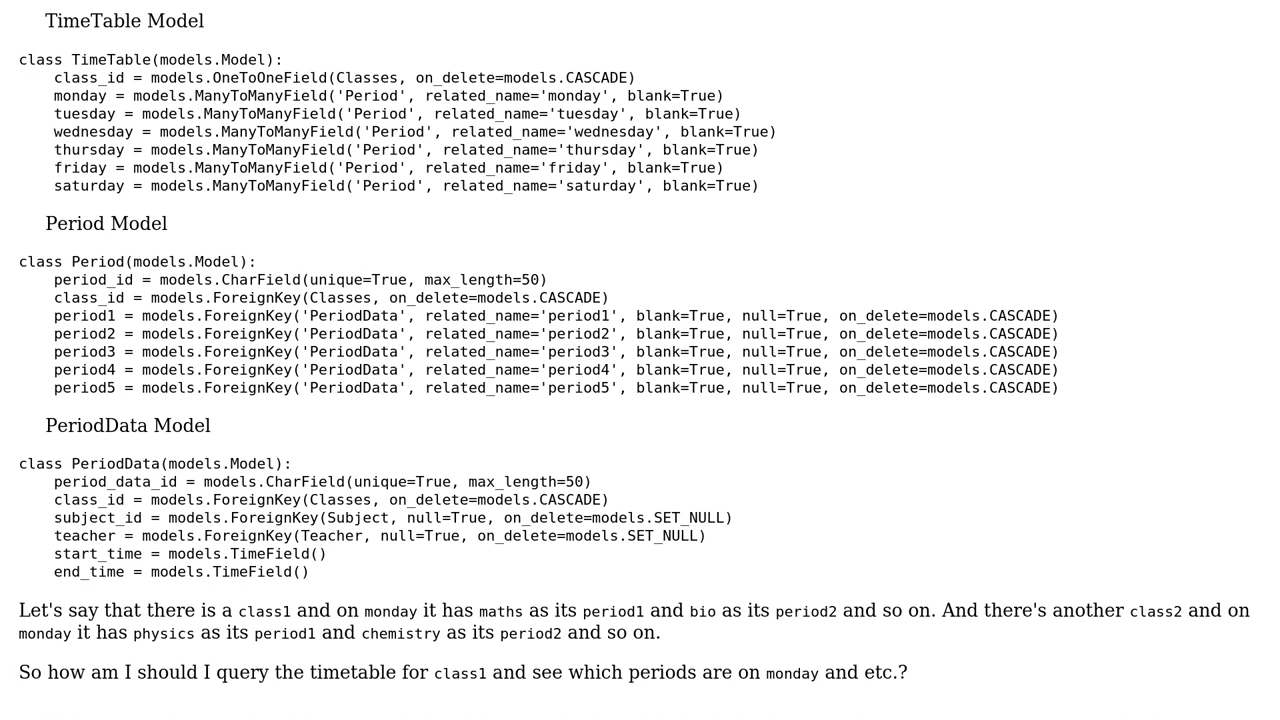 TimeTable Model
class TimeTable(models.Model):
    class_id = models.OneToOneField(Classes, on_delete=models.CASCADE)
    monday = models.ManyToManyField('Period', related_name='monday', blank=True)
    tuesday = models.ManyToManyField('Period', related_name='tuesday', blank=True)
    wednesday = models.ManyToManyField('Period', related_name='wednesday', blank=True)
    thursday = models.ManyToManyField('Period', related_name='thursday', blank=True)
    friday = models.ManyToManyField('Period', related_name='friday', blank=True)
    saturday = models.ManyToManyField('Period', related_name='saturday', blank=True)
Period Model
class Period(models.Model):
    period_id = models.CharField(unique=True, max_length=50)
    class_id = models.ForeignKey(Classes, on_delete=models.CASCADE)
    period1 = models.ForeignKey('PeriodData', related_name='period1', blank=True, null=True, on_delete=models.CASCADE)
    period2 = models.ForeignKey('PeriodData', related_name='period2', blank=True, null=True, on_delete=models.CASCADE)
    period3 = models.ForeignKey('PeriodData', related_name='period3', blank=True, null=True, on_delete=models.CASCADE)
    period4 = models.ForeignKey('PeriodData', related_name='period4', blank=True, null=True, on_delete=models.CASCADE)
    period5 = models.ForeignKey('PeriodData', related_name='period5', blank=True, null=True, on_delete=models.CASCADE)
PeriodData Model
class PeriodData(models.Model):
    period_data_id = models.CharField(unique=True, max_length=50)
    class_id = models.ForeignKey(Classes, on_delete=models.CASCADE)
    subject_id = models.ForeignKey(Subject, null=True, on_delete=models.SET_NULL)
    teacher = models.ForeignKey(Teacher, null=True, on_delete=models.SET_NULL)
    start_time = models.TimeField()
    end_time = models.TimeField()
Let's say that there is a class1 and on monday it has maths as its period1 and bio as its period2 and so on. And there's another class2 and on
monday it has physics as its period1 and chemistry as its period2 and so on.
So how am I should I query the timetable for class1 and see which periods are on monday and etc.?